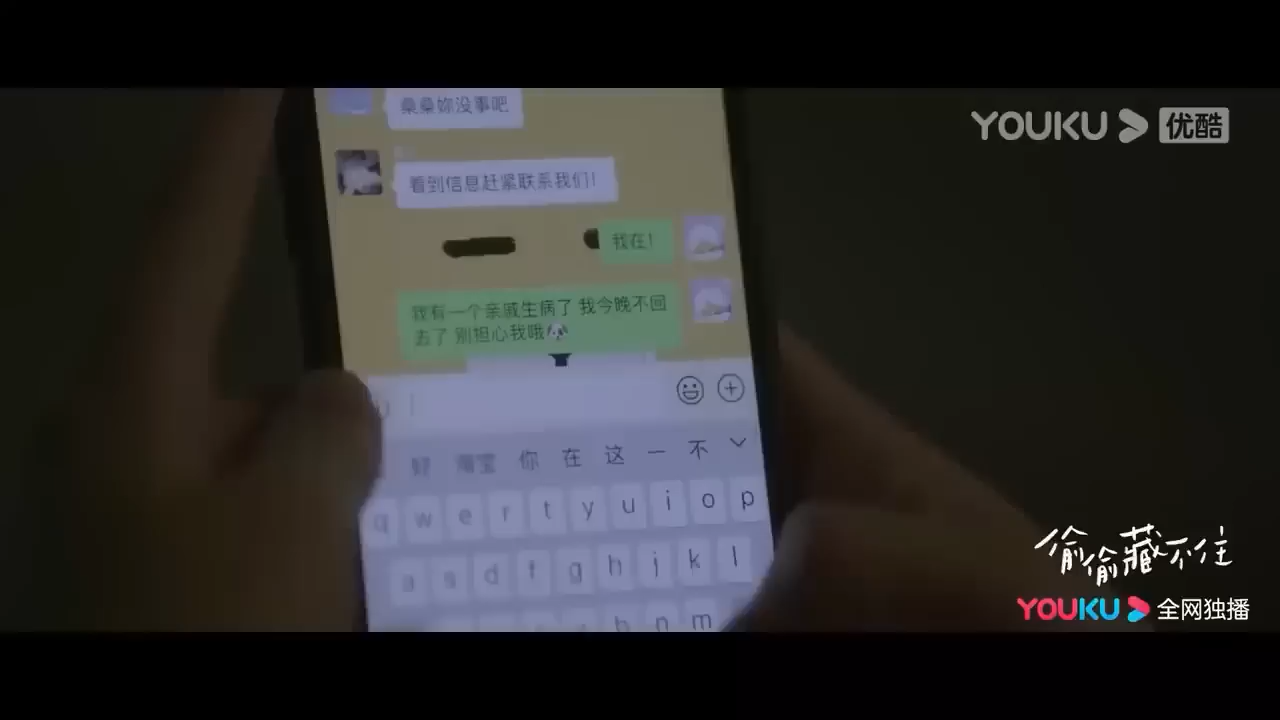 桑桑妳没事吧
YOUKU 优酷
看到信息赶紧联系我们!
我在!
我有一个亲戚生病了 我今晚不回
去了 别担心我哦
好 淘宝 你 在 这 一 不
q w e r t y u i o p
a s d f g h j k l
b n m
偷偷藏不住
YOUKU 全网独播